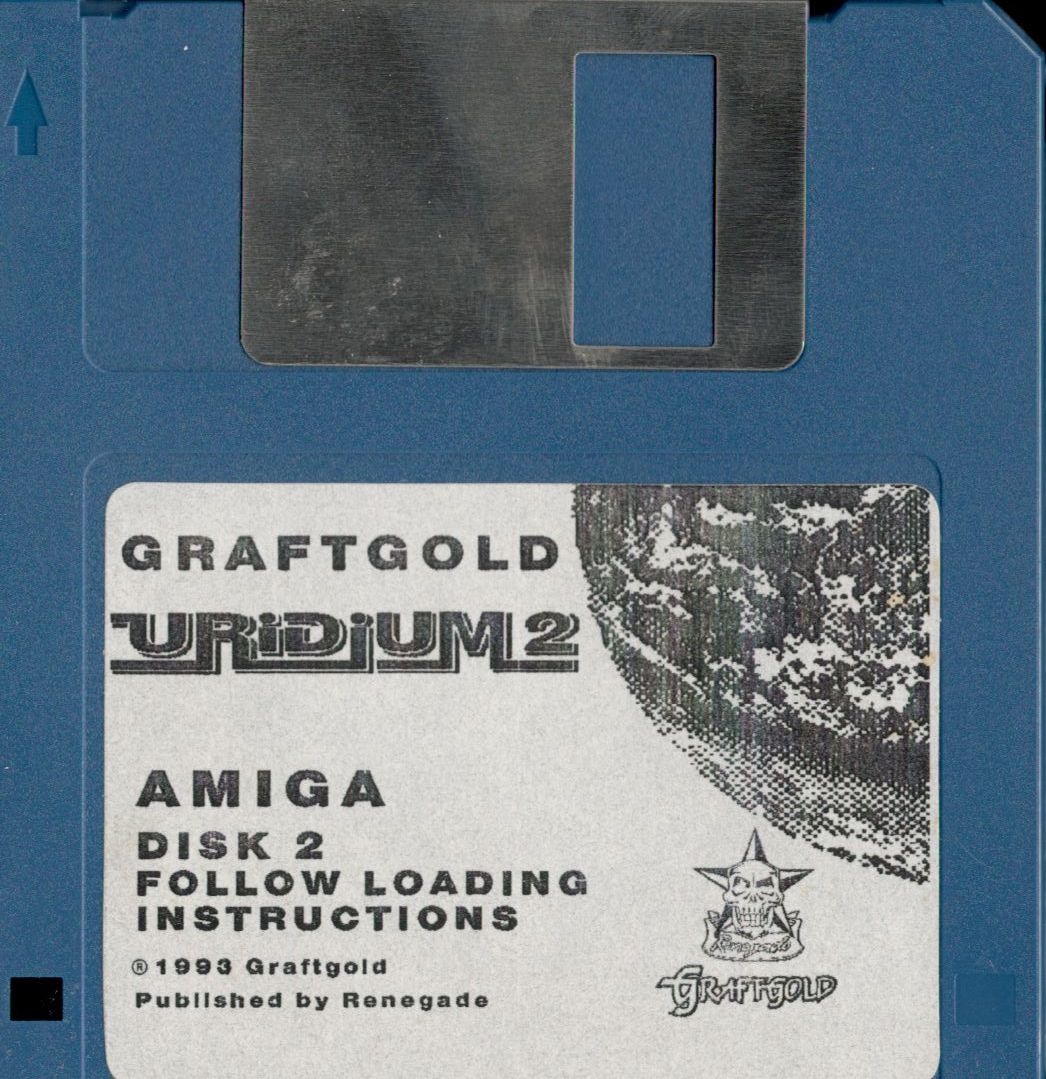 GRAFTGOLD
URiDiUM 2
AMIGA
DISK 2
FOLLOW LOADING
INSTRUCTIONS
® 1993 Graftgold
Published by Renegade
Renegade
GRAFTGOLD